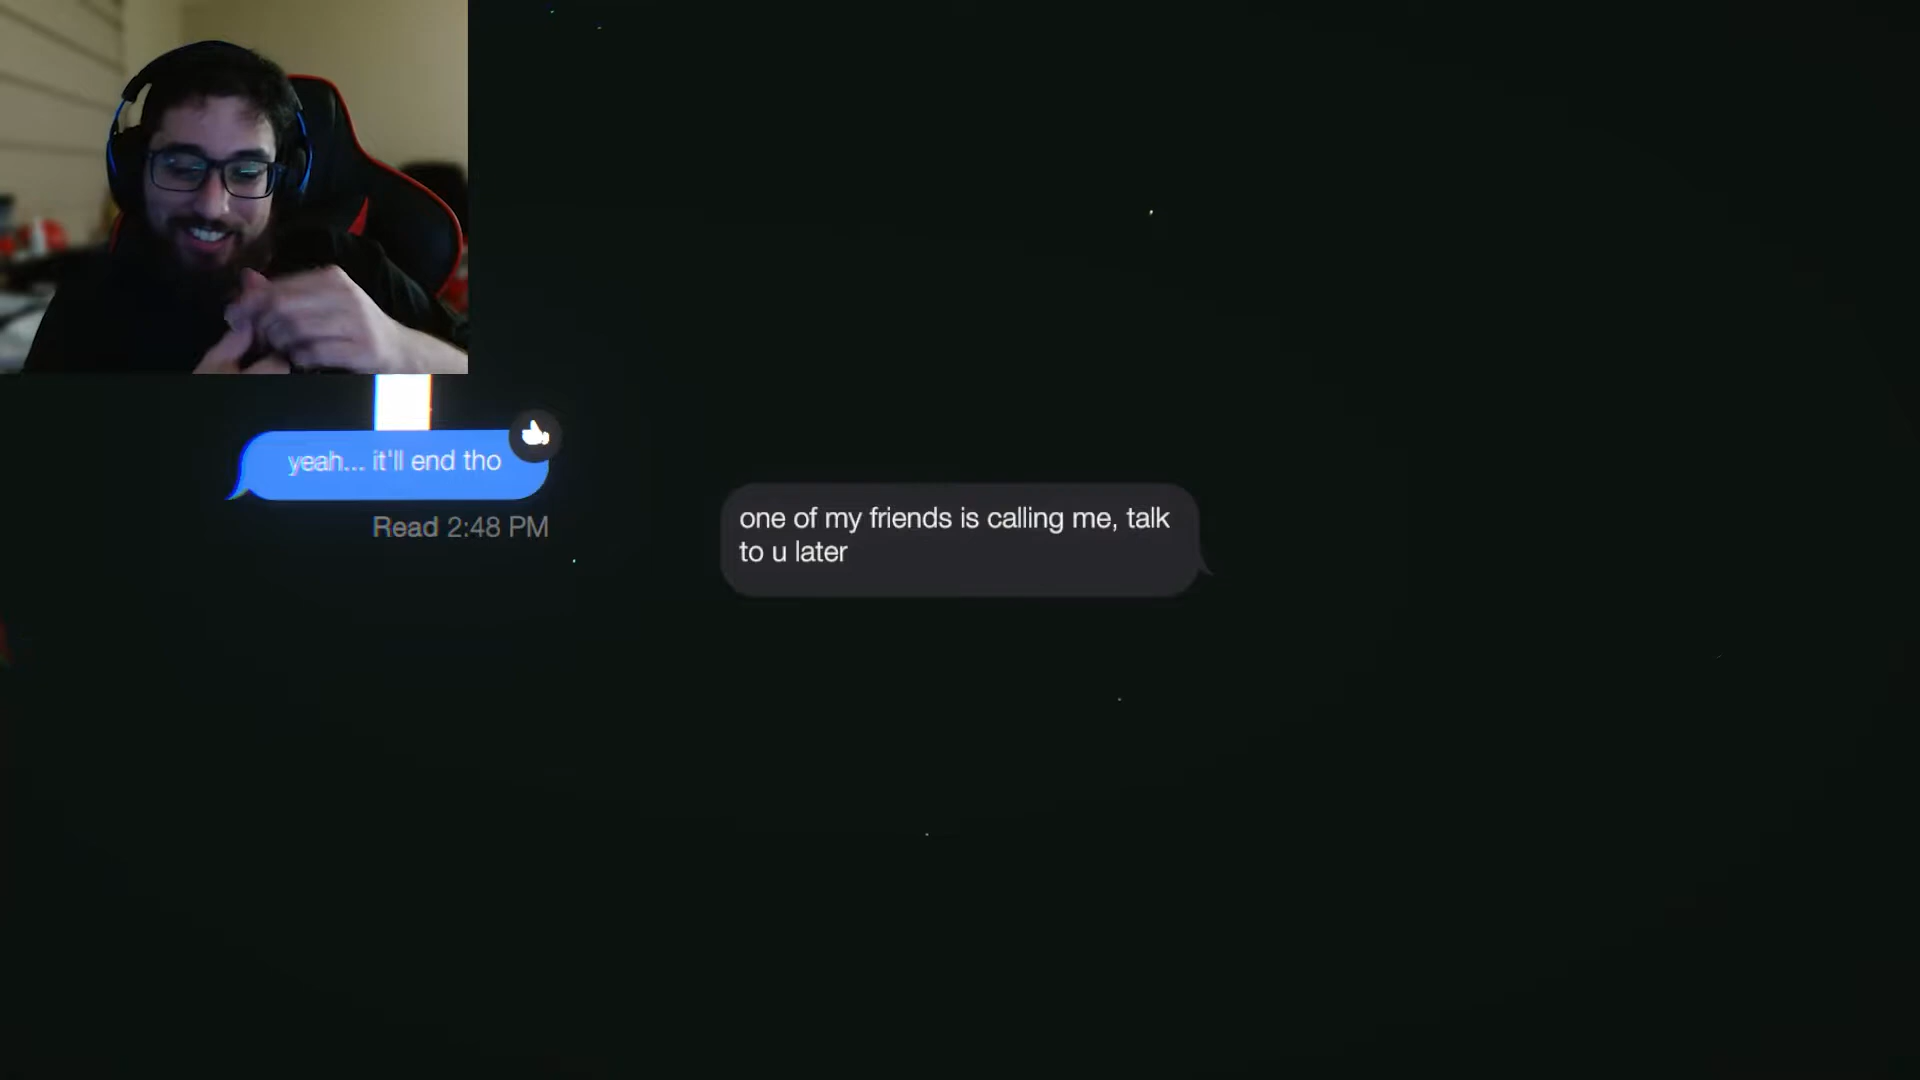 yeah... it'll end tho
Read 2:48 PM
one of my friends is calling me, talk
to u later